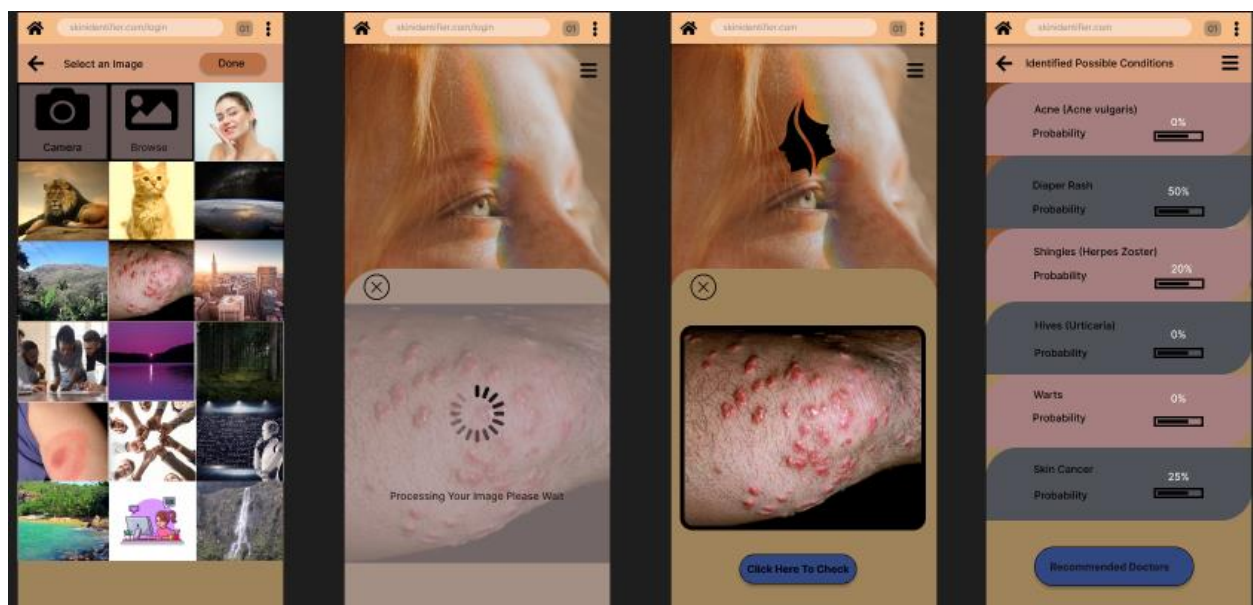 skinidentifier.com/login
01
Select an Image
Done
Camera
Browse
skinidentifier.com/login
01
Processing Your Image Please Wait
skinidentifier.com
01
Click Here To Check
skinidentifier.com
01
Identified Possible Conditions
Acne (Acne vulgaris)
0%
Probability
Diaper Rash
50%
Probability
Shingles (Herpes Zoster)
20%
Probability
Hives (Urticaria)
0%
Probability
Warts
0%
Probability
Skin Cancer
25%
Probability
Recommended Doctors